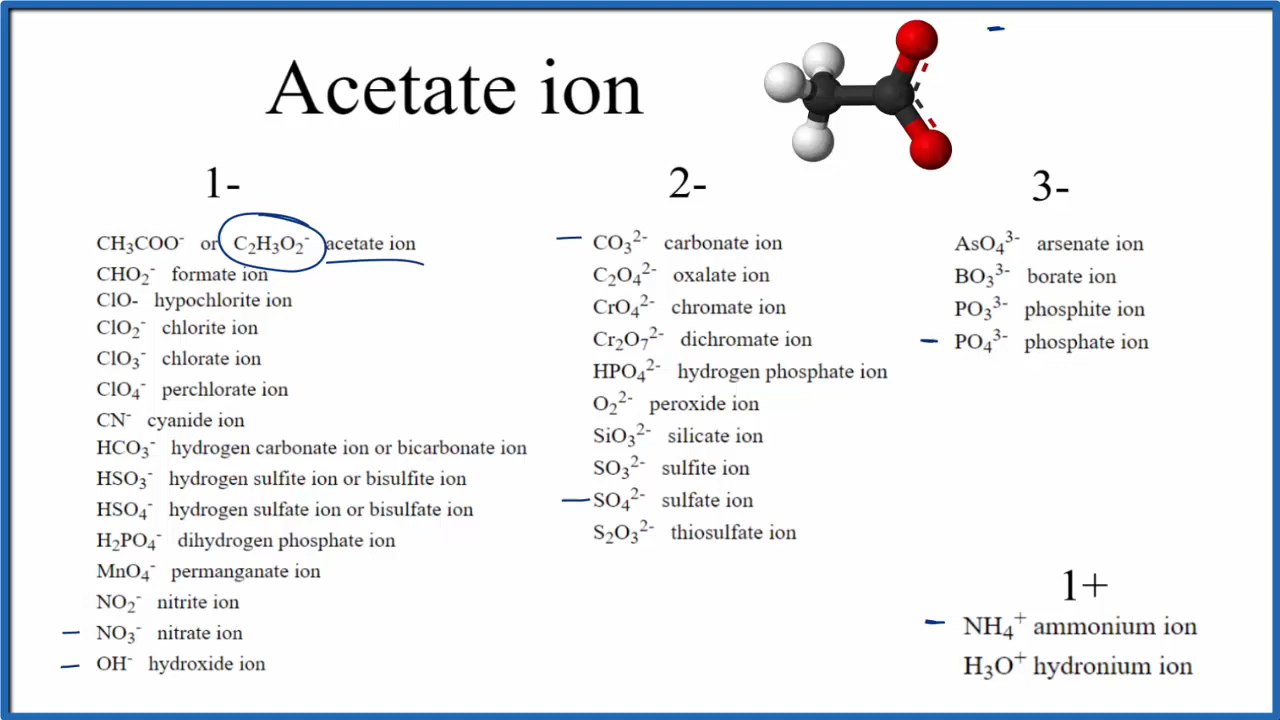 Acetate ion
1-
CH₃COO⁻ or C₂H₃O₂⁻ acetate ion
CHO₂⁻ formate ion
ClO- hypochlorite ion
ClO₂⁻ chlorite ion
ClO₃⁻ chlorate ion
ClO₄⁻ perchlorate ion
CN⁻ cyanide ion
HCO₃⁻ hydrogen carbonate ion or bicarbonate ion
HSO₃⁻ hydrogen sulfite ion or bisulfite ion
HSO₄⁻ hydrogen sulfate ion or bisulfate ion
H₂PO₄⁻ dihydrogen phosphate ion
MnO₄⁻ permanganate ion
NO₂⁻ nitrite ion
NO₃⁻ nitrate ion
OH⁻ hydroxide ion
2-
CO₃²⁻ carbonate ion
C₂O₄²⁻ oxalate ion
CrO₄²⁻ chromate ion
Cr₂O₇²⁻ dichromate ion
HPO₄²⁻ hydrogen phosphate ion
O₂²⁻ peroxide ion
SiO₃²⁻ silicate ion
SO₃²⁻ sulfite ion
SO₄²⁻ sulfate ion
S₂O₃²⁻ thiosulfate ion
3-
AsO₄³⁻ arsenate ion
BO₃³⁻ borate ion
PO₃³⁻ phosphite ion
PO₄³⁻ phosphate ion
1+
NH₄⁺ ammonium ion
H₃O⁺ hydronium ion